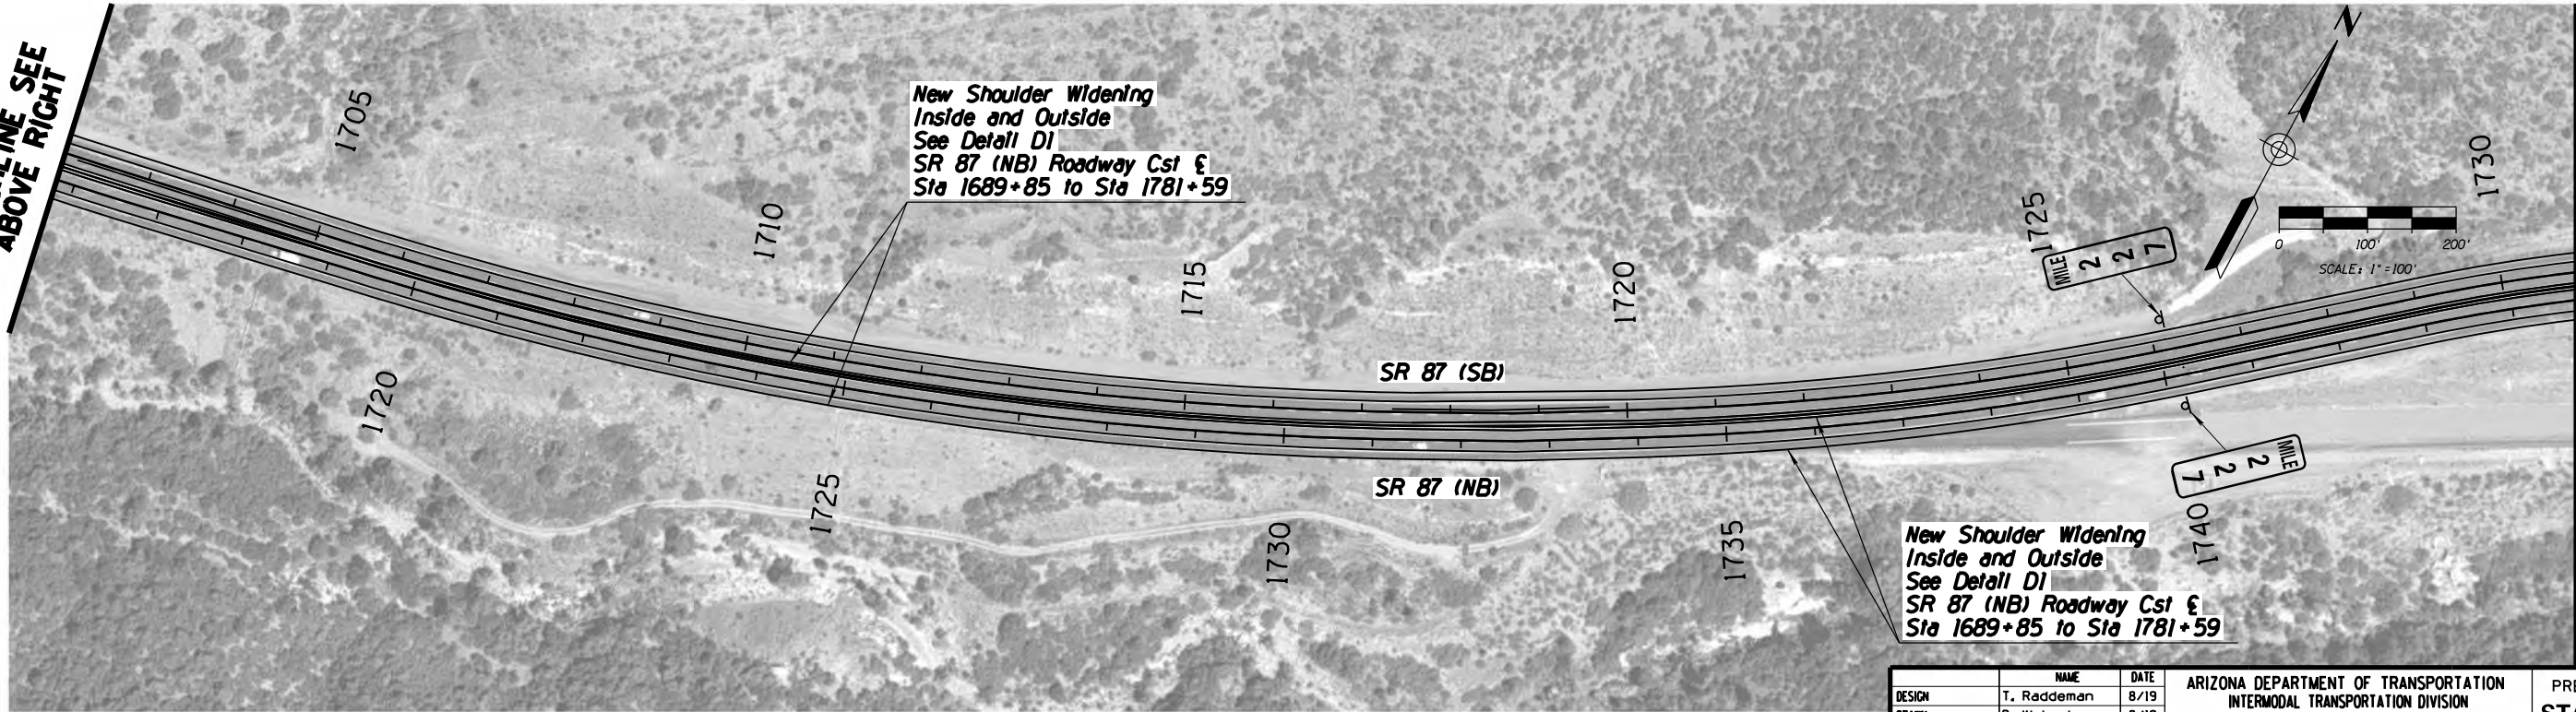 SEE
ABOVE RIGHT
1705
1710
1715
1720
1725
1730
New Shoulder Widening
Inside and Outside
See Detail D1
SR 87 (NB) Roadway Cst ℄
Sta 1689+85 to Sta 1781+59
MILE
2
2
7
N
0 100' 200'
SCALE: 1"=100'
SR 87 (SB)
SR 87 (NB)
1720
1725
1730
1735
1740
MILE
2
2
7
New Shoulder Widening
Inside and Outside
See Detail D1
SR 87 (NB) Roadway Cst ℄
Sta 1689+85 to Sta 1781+59
NAME DATE
DESIGN T. Raddeman 8/19
ARIZONA DEPARTMENT OF TRANSPORTATION
INTERMODAL TRANSPORTATION DIVISION